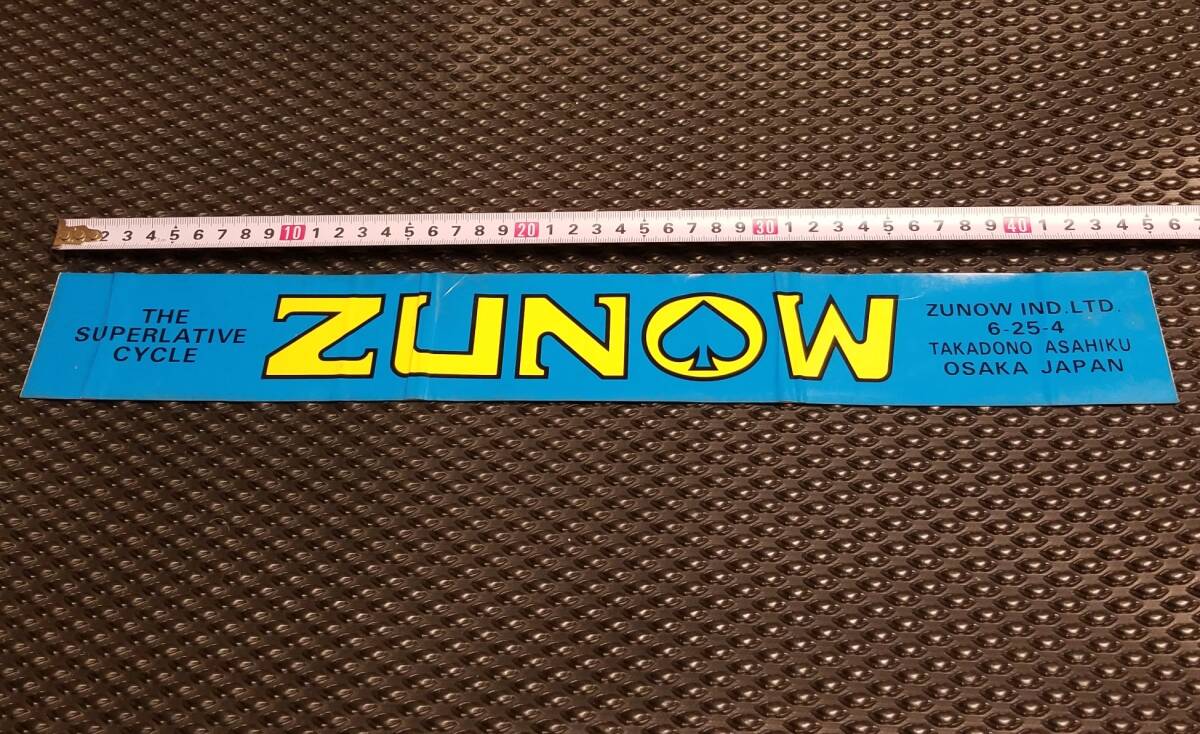 2 3 4 5 6 7 8 9 10 1 2 3 4 5 6 7 8 9 20 1 2 3 4 5 6 7 8 9 30 1 2 3 4 5 6 7 8 9 40 1 2 3 4 5 6
THE
SUPERLATIVE
CYCLE
ZUNOW
ZUNOW IND.LTD.
6-25-4
TAKADONO ASAHIKU
OSAKA JAPAN